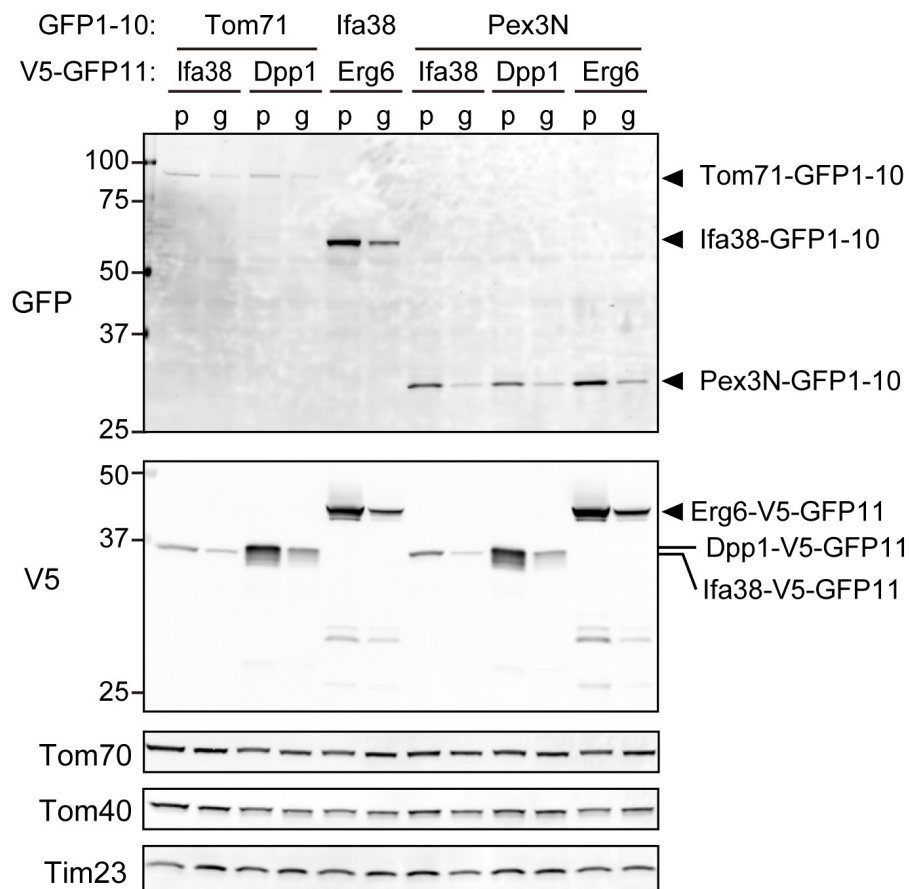 GFP1-10: Tom71 Ifa38 Pex3N
V5-GFP11: Ifa38 Dpp1 Erg6 Ifa38 Dpp1 Erg6
p g p g p g p g p g p g
100
75
50
37
25
GFP
Tom71-GFP1-10
Ifa38-GFP1-10
Pex3N-GFP1-10
50
37
25
V5
Erg6-V5-GFP11
Dpp1-V5-GFP11
Ifa38-V5-GFP11
Tom70
Tom40
Tim23